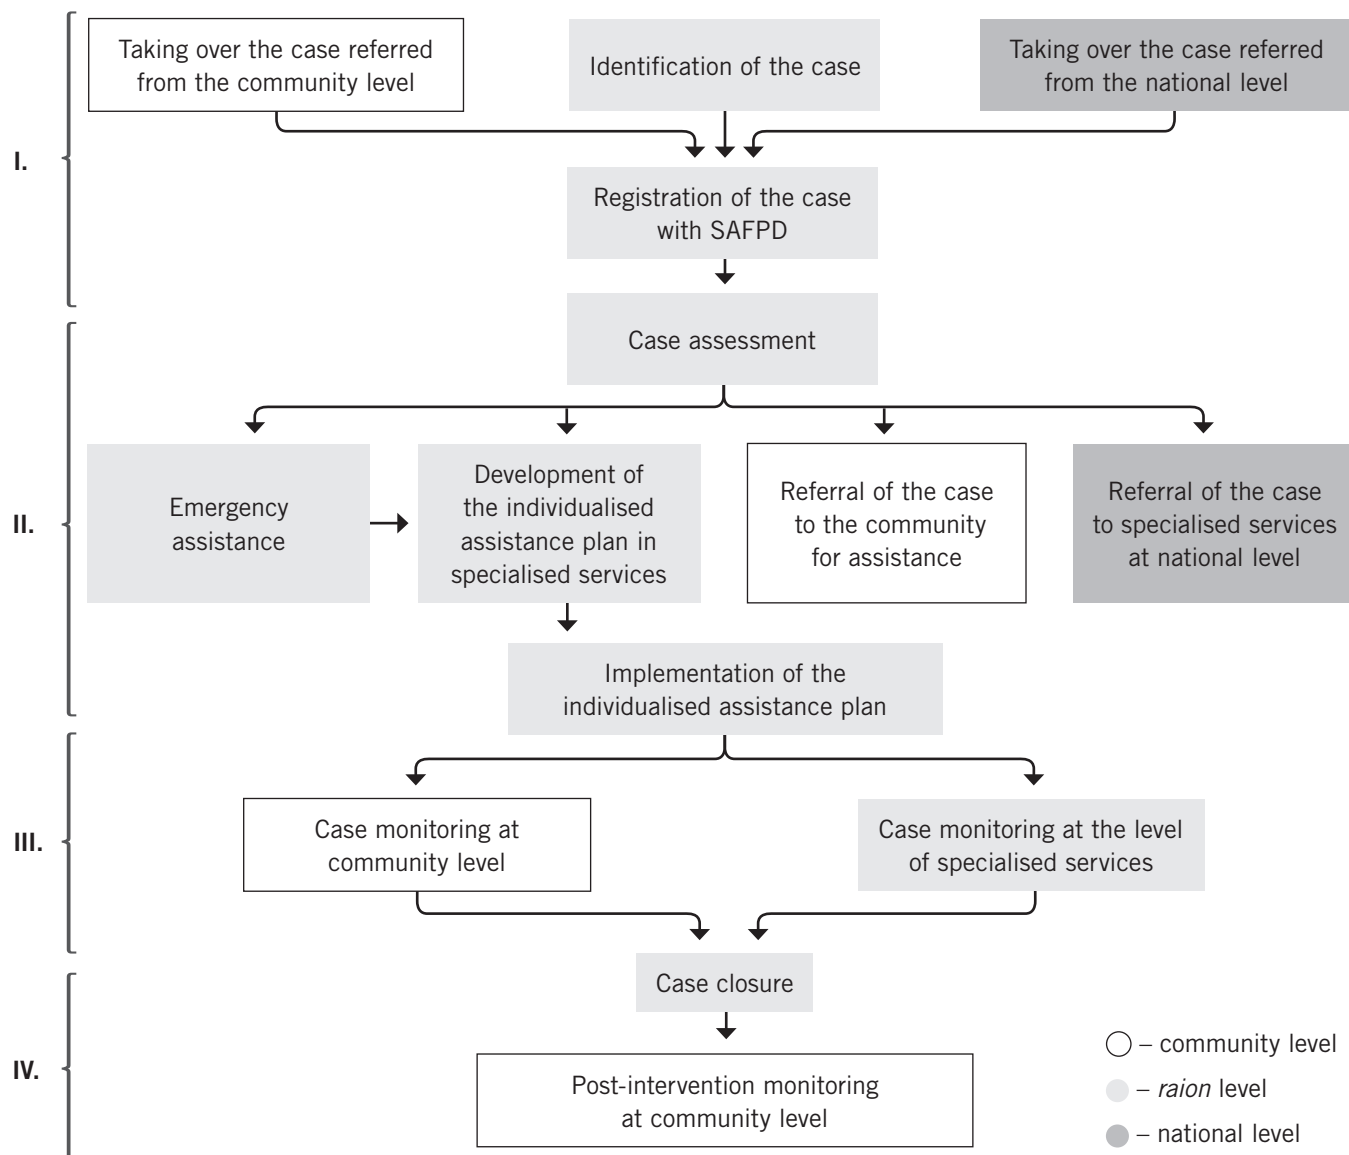 I.
Taking over the case referred
from the community level
Identification of the case
Taking over the case referred
from the national level
Registration of the case
with SAFPD
II.
Case assessment
Emergency
assistance
Development of
the individualised
assistance plan in
specialised services
Referral of the case
to the community
for assistance
Referral of the case
to specialised services
at national level
Implementation of the
individualised assistance plan
III.
Case monitoring at
community level
Case monitoring at the level
of specialised services
IV.
Case closure
Post-intervention monitoring
at community level
– community level
– raion level
– national level